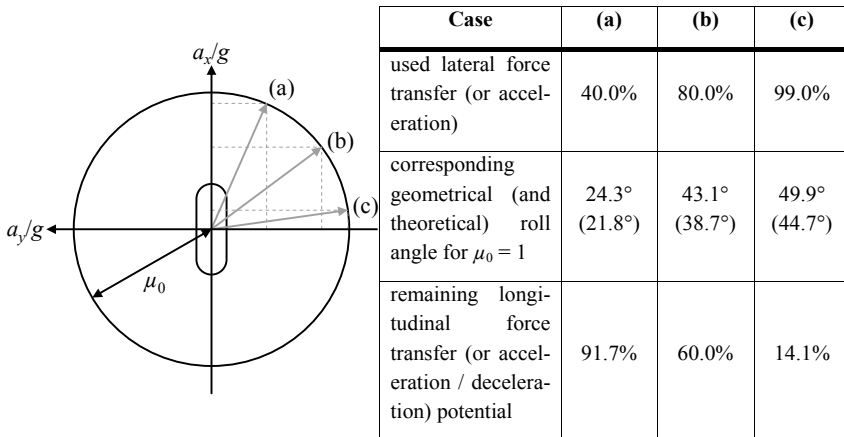 a_x/g
(a)
(b)
(c)
a_y/g
μ₀
Case (a) (b) (c)
used lateral force
transfer (or accel-
eration)
40.0% 80.0% 99.0%
corresponding
geometrical (and
theoretical) roll
angle for μ₀ = 1
24.3° 43.1° 49.9°
(21.8°) (38.7°) (44.7°)
remaining longi-
tudinal force
transfer (or accel-
eration / decelera-
tion) potential
91.7% 60.0% 14.1%